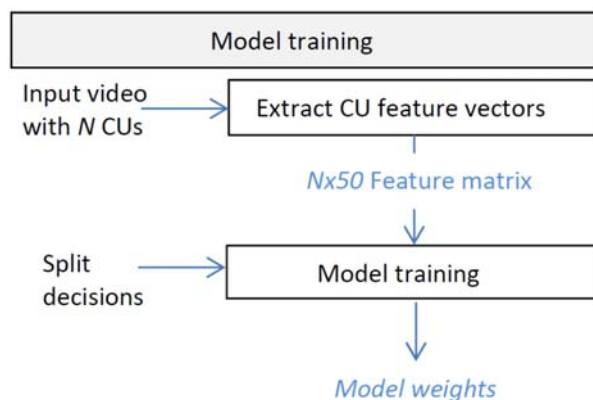 Model training
Input video
with N CUs
Extract CU feature vectors
Nx50 Feature matrix
Split
decisions
Model training
Model weights